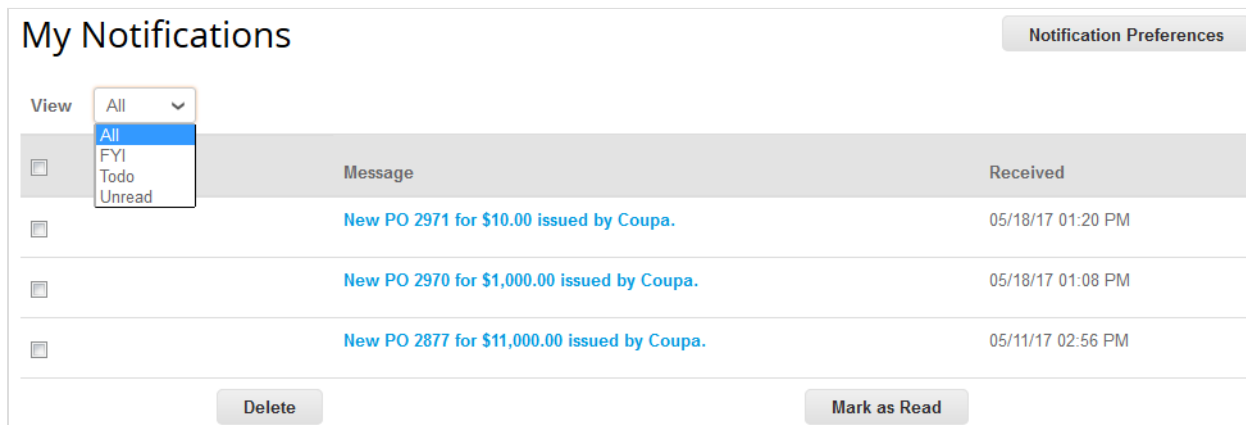 My Notifications
Notification Preferences
View All
All
FYI
Todo
Unread
Message Received
New PO 2971 for $10.00 issued by Coupa. 05/18/17 01:20 PM
New PO 2970 for $1,000.00 issued by Coupa. 05/18/17 01:08 PM
New PO 2877 for $11,000.00 issued by Coupa. 05/11/17 02:56 PM
Delete Mark as Read